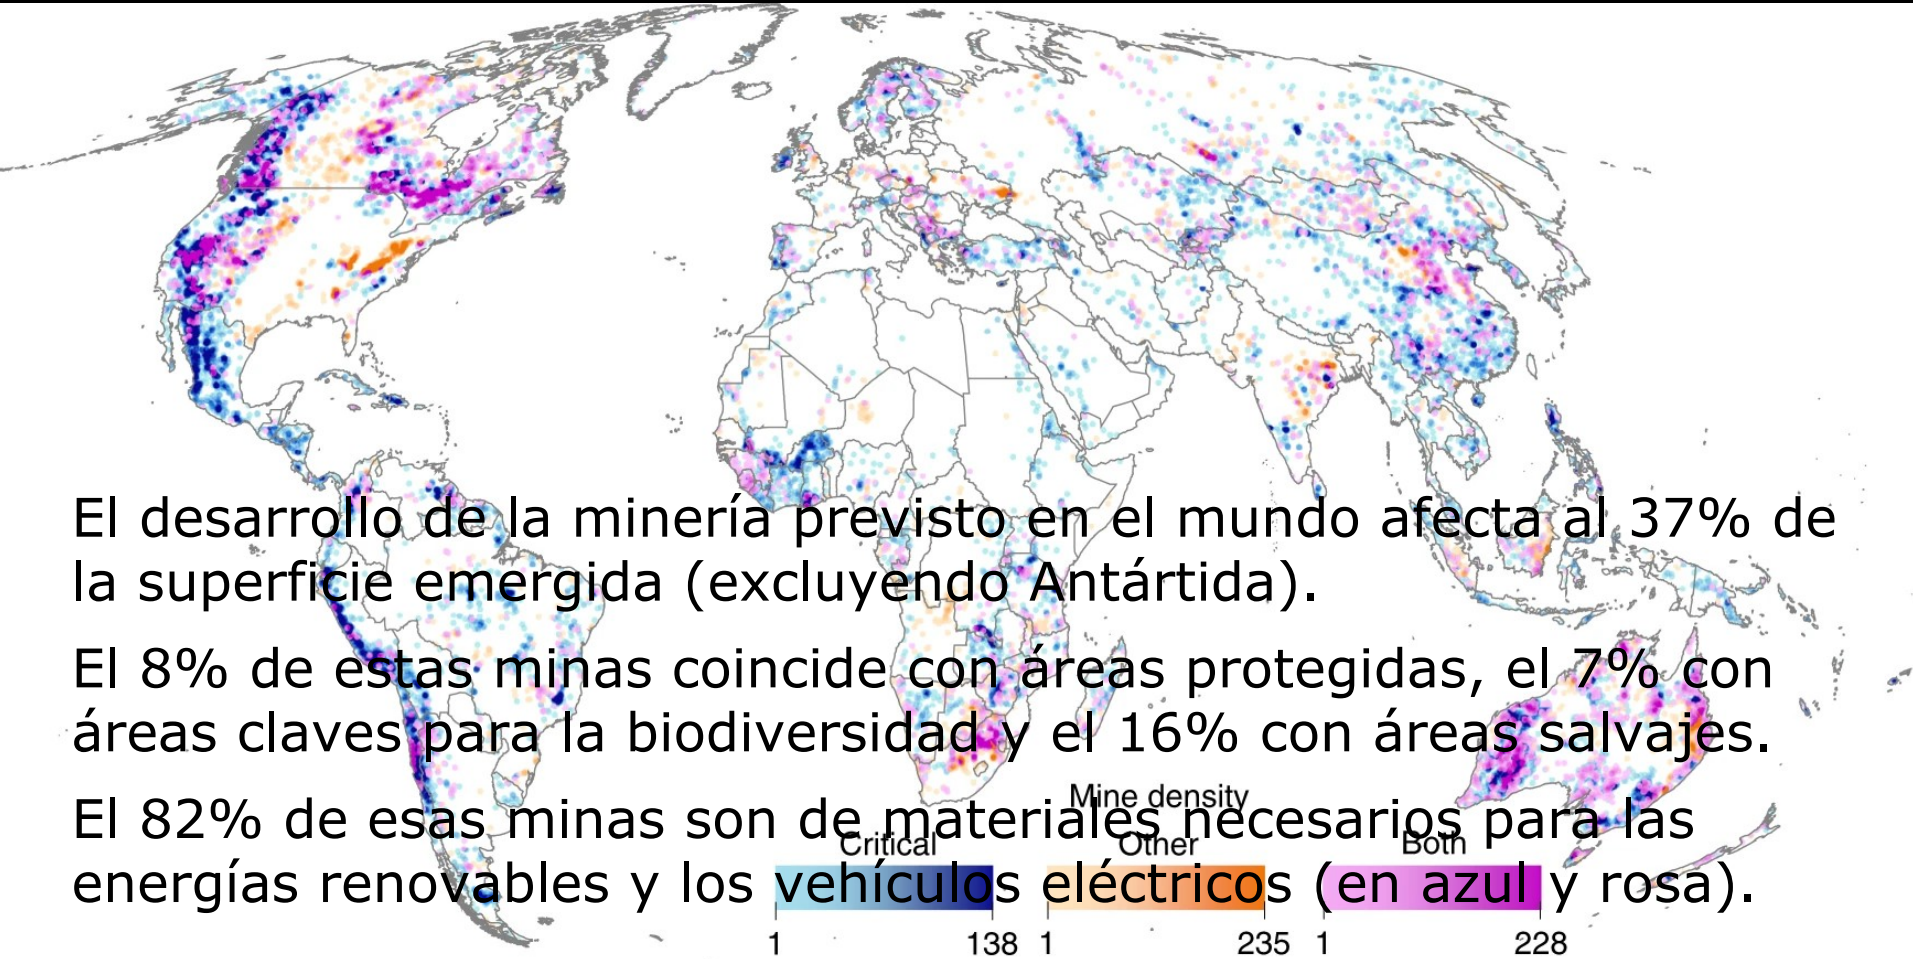 El desarrollo de la minería previsto en el mundo afecta al 37% de
la superficie emergida (excluyendo Antártida).
El 8% de estas minas coincide con áreas protegidas, el 7% con
áreas claves para la biodiversidad y el 16% con áreas salvajes.
El 82% de esas minas son de materiales necesarios para las
energías renovables y los vehículos eléctricos (en azul y rosa).
Mine density
Critical Other Both
1 138 1 235 1 228